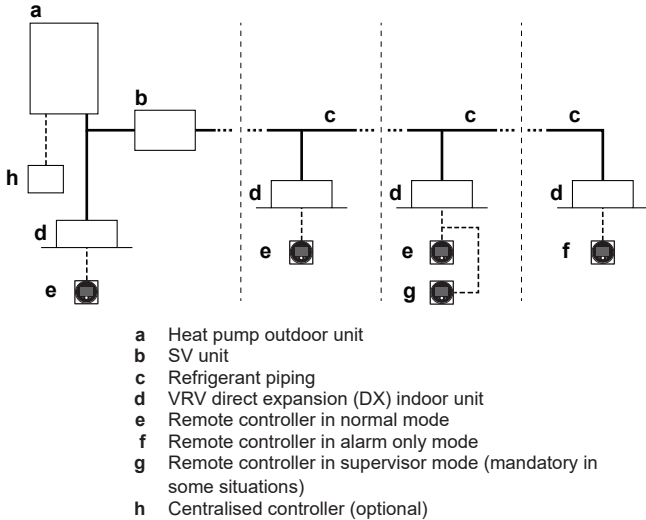 a
b
c
c
c
h
d
d
d
d
e
e
f
e
g
a Heat pump outdoor unit
b SV unit
c Refrigerant piping
d VRV direct expansion (DX) indoor unit
e Remote controller in normal mode
f Remote controller in alarm only mode
g Remote controller in supervisor mode (mandatory in
some situations)
h Centralised controller (optional)